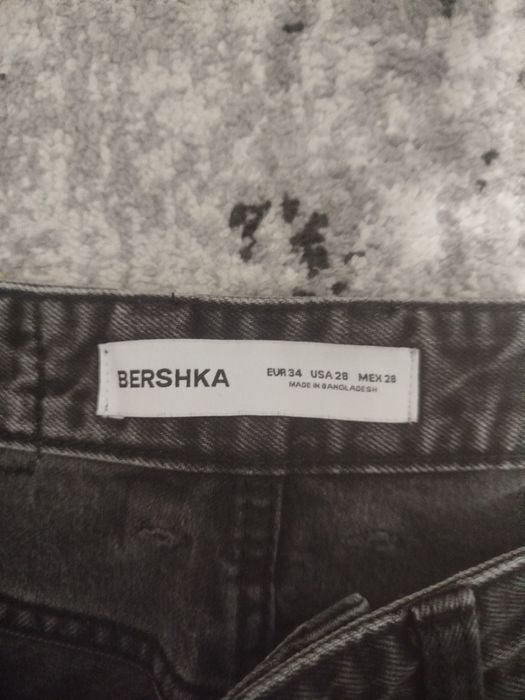 BERSHKA
EUR 34 USA 28 MEX 28
MADE IN BANGLADESH